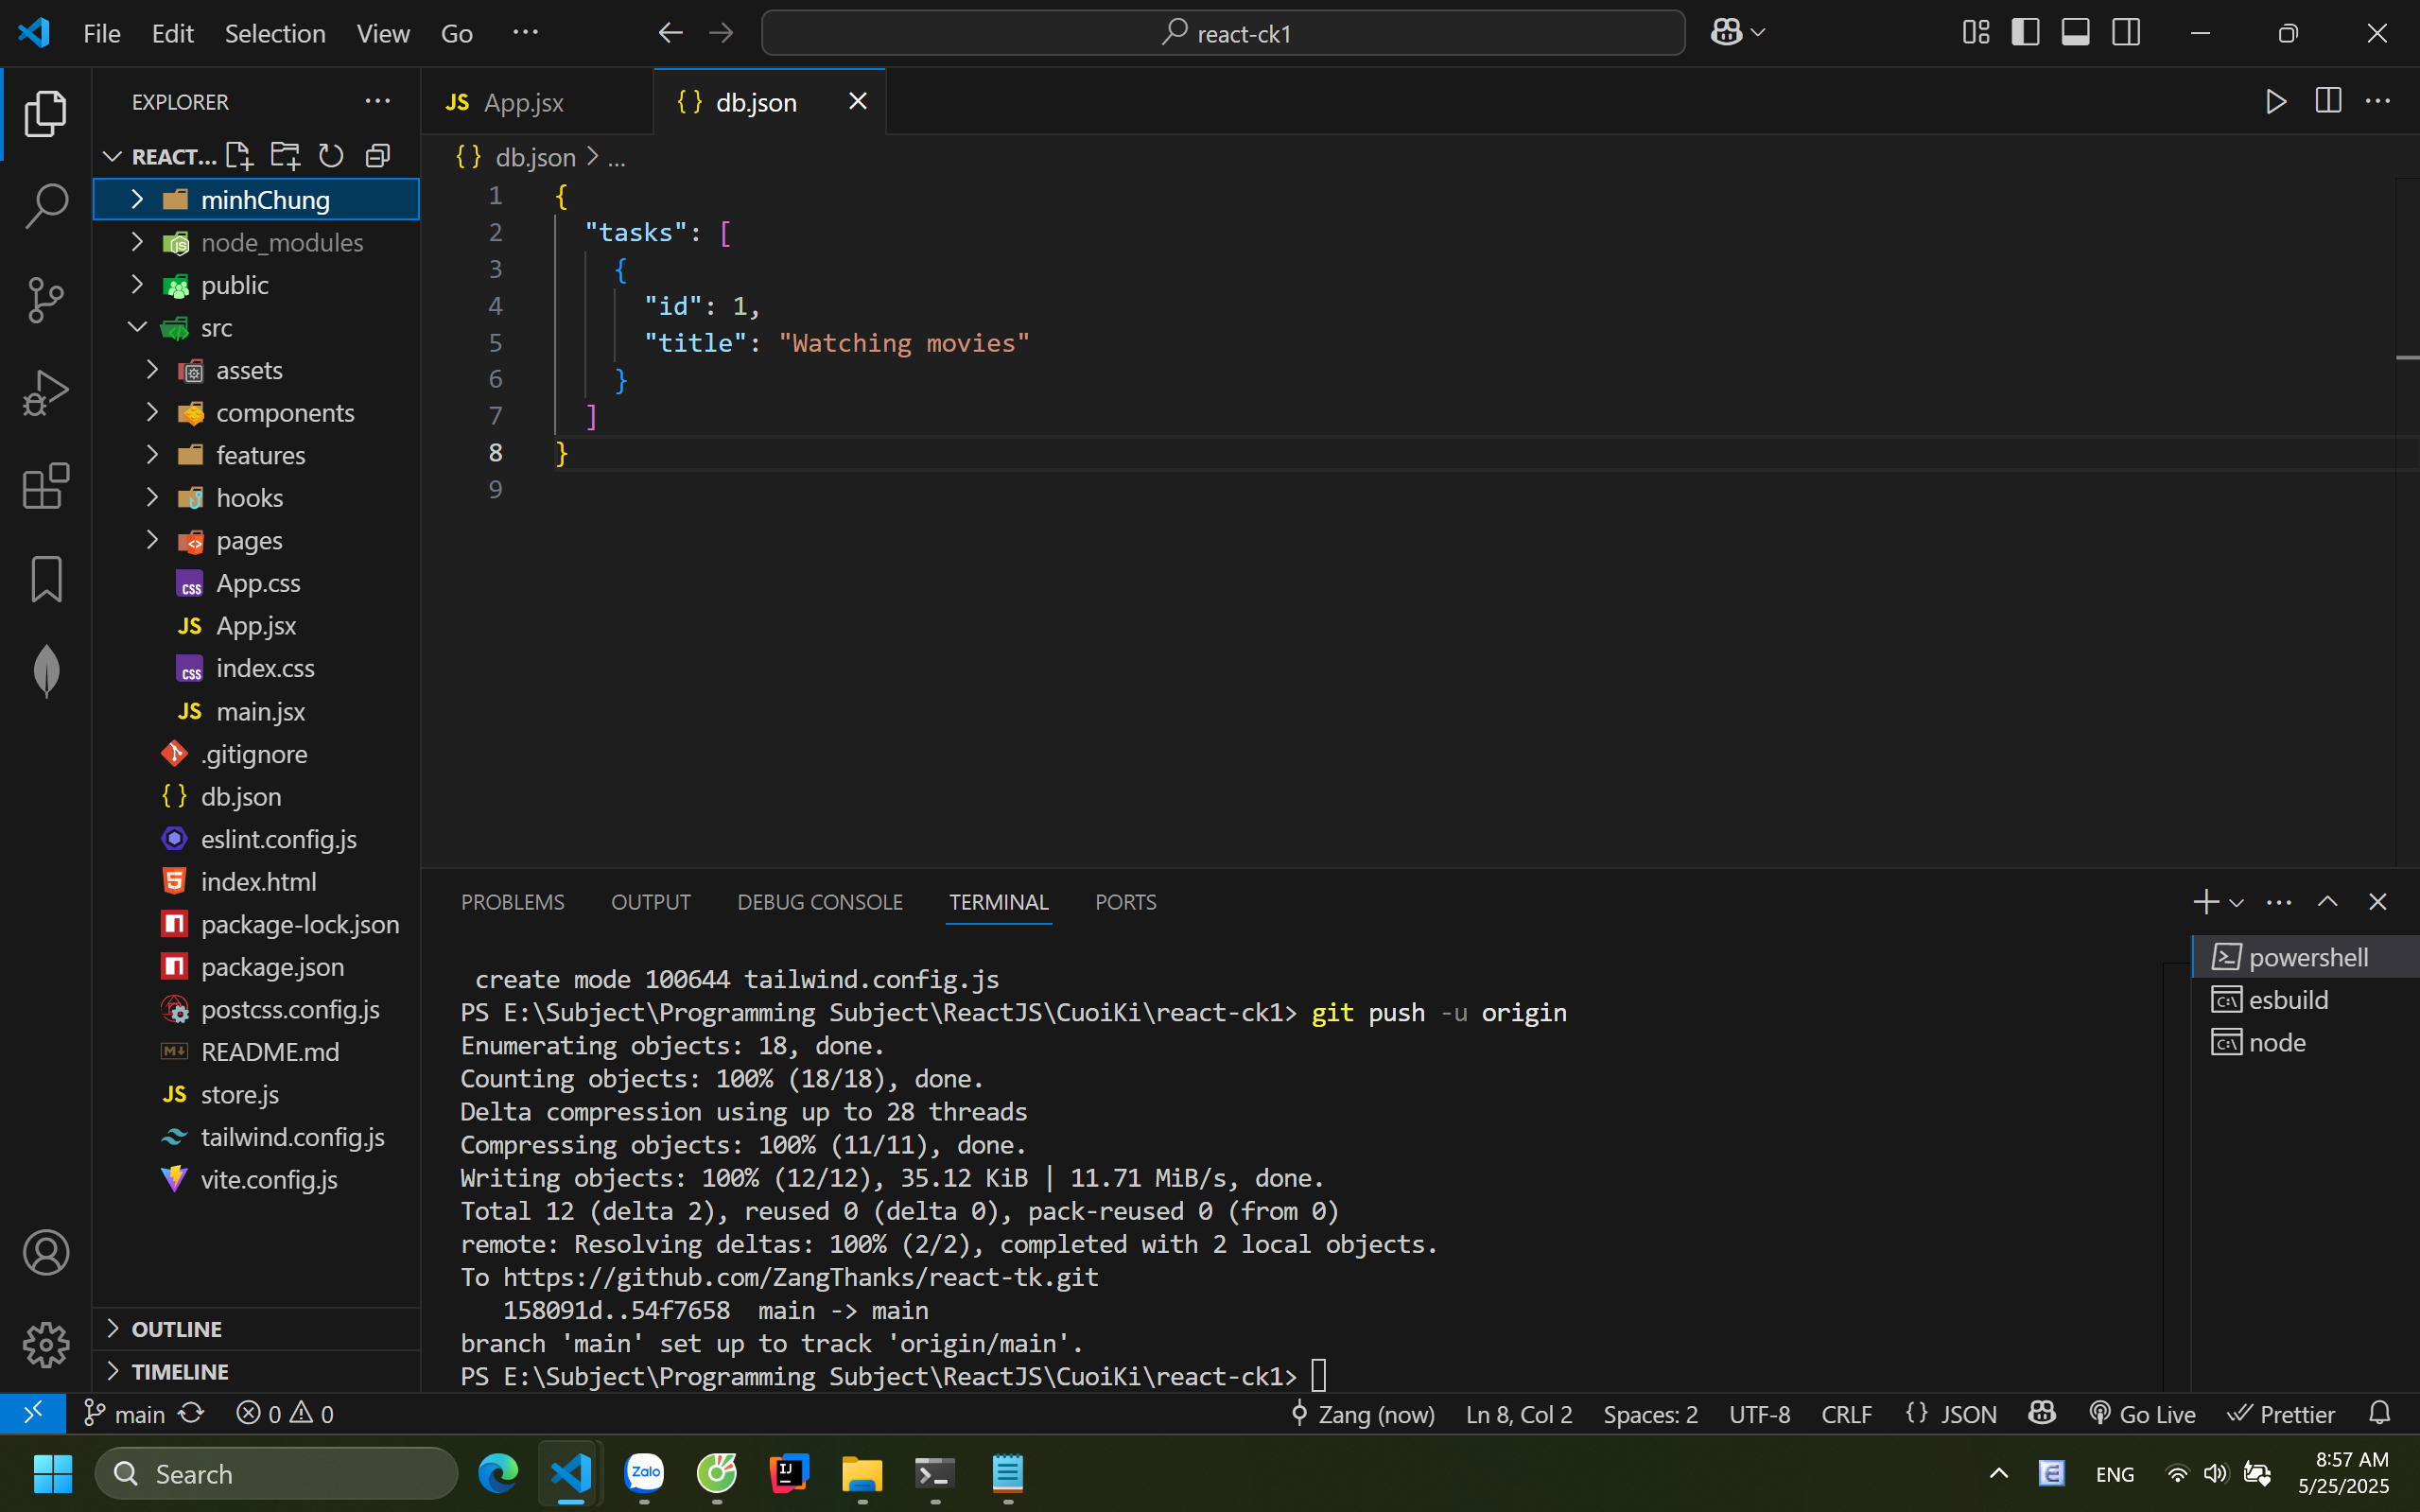 File Edit Selection View Go ···
react-ck1
EXPLORER
REACT...
minhChung
node_modules
public
src
assets
components
features
hooks
pages
App.css
App.jsx
index.css
main.jsx
.gitignore
db.json
eslint.config.js
index.html
package-lock.json
package.json
postcss.config.js
README.md
store.js
tailwind.config.js
vite.config.js
OUTLINE
TIMELINE
JS App.jsx
{} db.json
{} db.json > ...
1 {
2 "tasks": [
3 {
4 "id": 1,
5 "title": "Watching movies"
6 }
7 ]
8 }
9
PROBLEMS OUTPUT DEBUG CONSOLE TERMINAL PORTS
create mode 100644 tailwind.config.js
PS E:\Subject\Programming Subject\ReactJS\CuoiKi\react-ck1> git push -u origin
Enumerating objects: 18, done.
Counting objects: 100% (18/18), done.
Delta compression using up to 28 threads
Compressing objects: 100% (11/11), done.
Writing objects: 100% (12/12), 35.12 KiB | 11.71 MiB/s, done.
Total 12 (delta 2), reused 0 (delta 0), pack-reused 0 (from 0)
remote: Resolving deltas: 100% (2/2), completed with 2 local objects.
To https://github.com/ZangThanks/react-tk.git
158091d..54f7658 main -> main
branch 'main' set up to track 'origin/main'.
PS E:\Subject\Programming Subject\ReactJS\CuoiKi\react-ck1>
powershell
esbuild
node
main 0 0 Zang (now) Ln 8, Col 2 Spaces: 2 UTF-8 CRLF {} JSON Go Live Prettier
Search Zalo IJ ENG
8:57 AM
5/25/2025